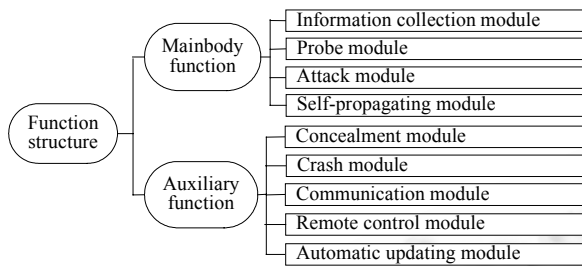 Function
structure
Mainbody
function
Information collection module
Probe module
Attack module
Self-propagating module
Auxiliary
function
Concealment module
Crash module
Communication module
Remote control module
Automatic updating module